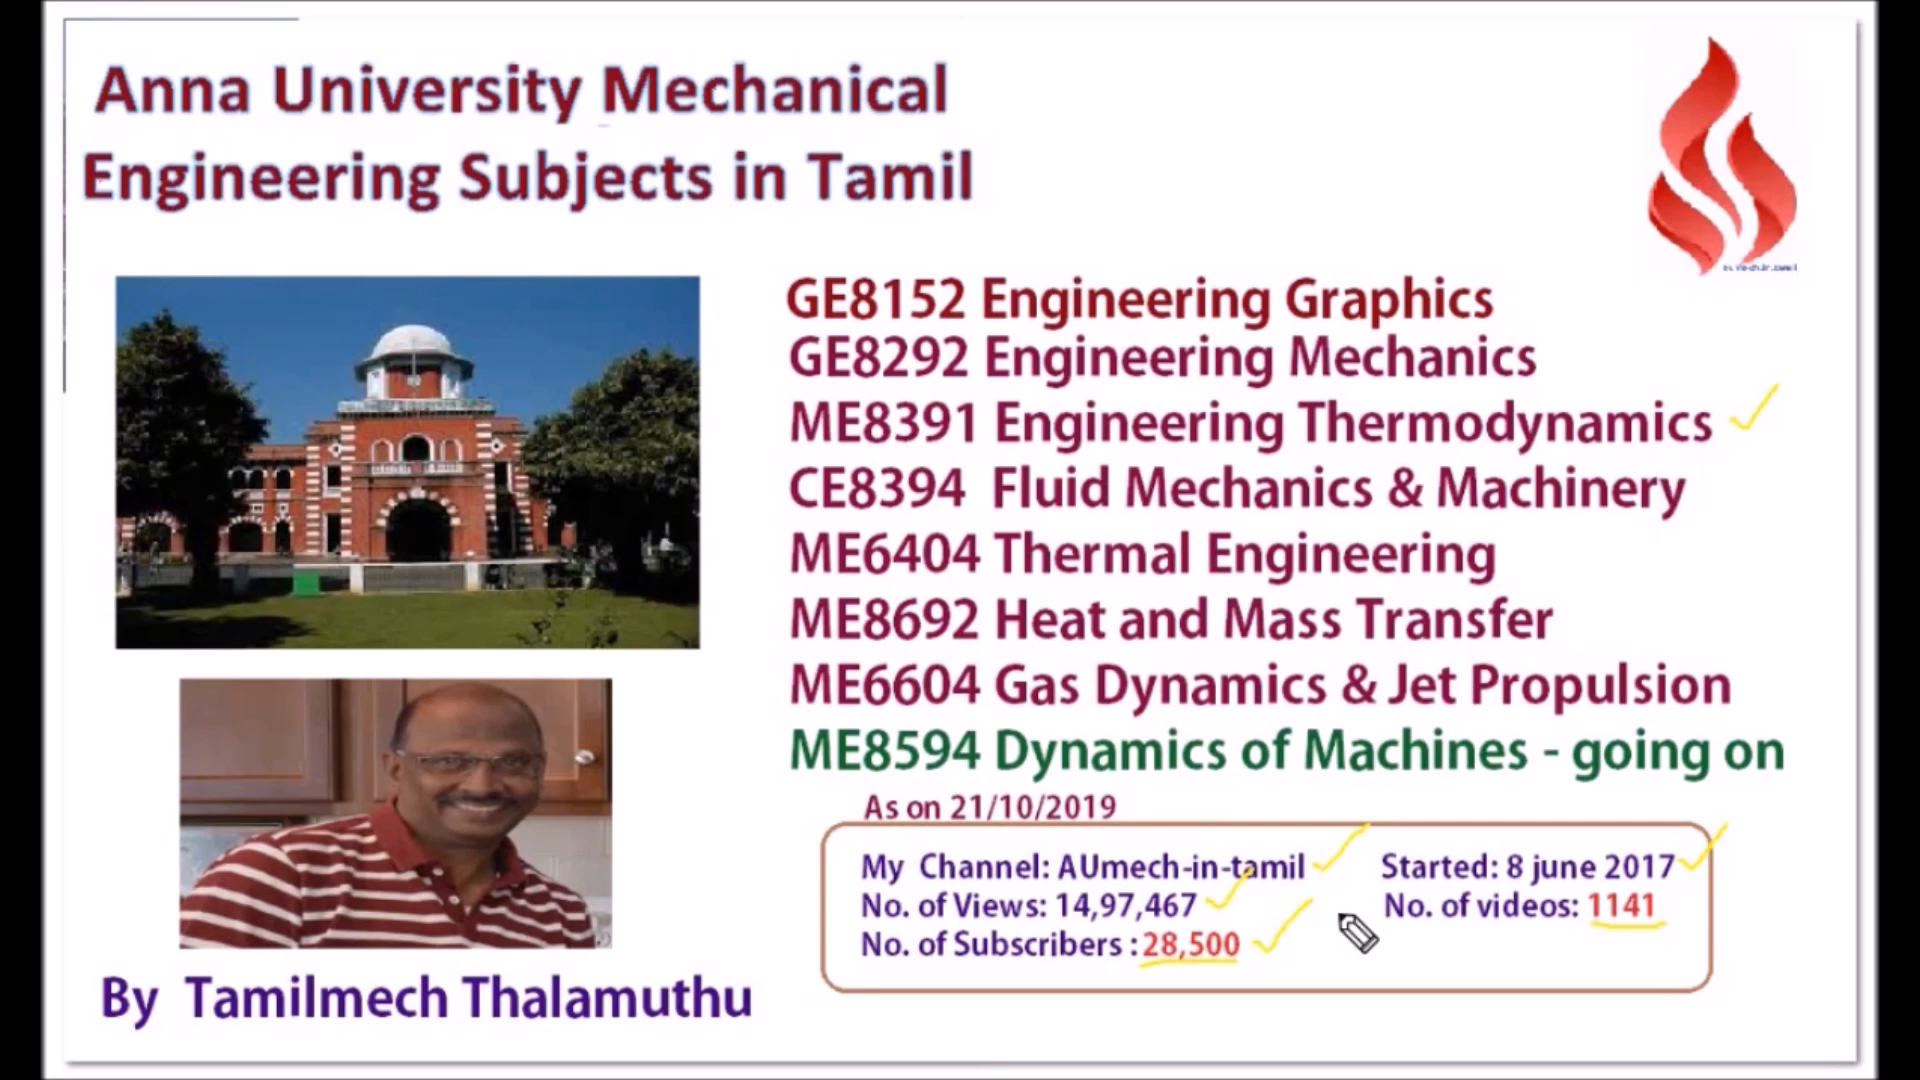 Anna University Mechanical
Engineering Subjects in Tamil
GE8152 Engineering Graphics
GE8292 Engineering Mechanics
ME8391 Engineering Thermodynamics
CE8394 Fluid Mechanics & Machinery
ME6404 Thermal Engineering
ME8692 Heat and Mass Transfer
ME6604 Gas Dynamics & Jet Propulsion
ME8594 Dynamics of Machines - going on
As on 21/10/2019
My Channel: AUmech-in-tamil Started: 8 june 2017
No. of Views: 14,97,467 No. of videos: 1141
No. of Subscribers : 28,500
By Tamilmech Thalamuthu